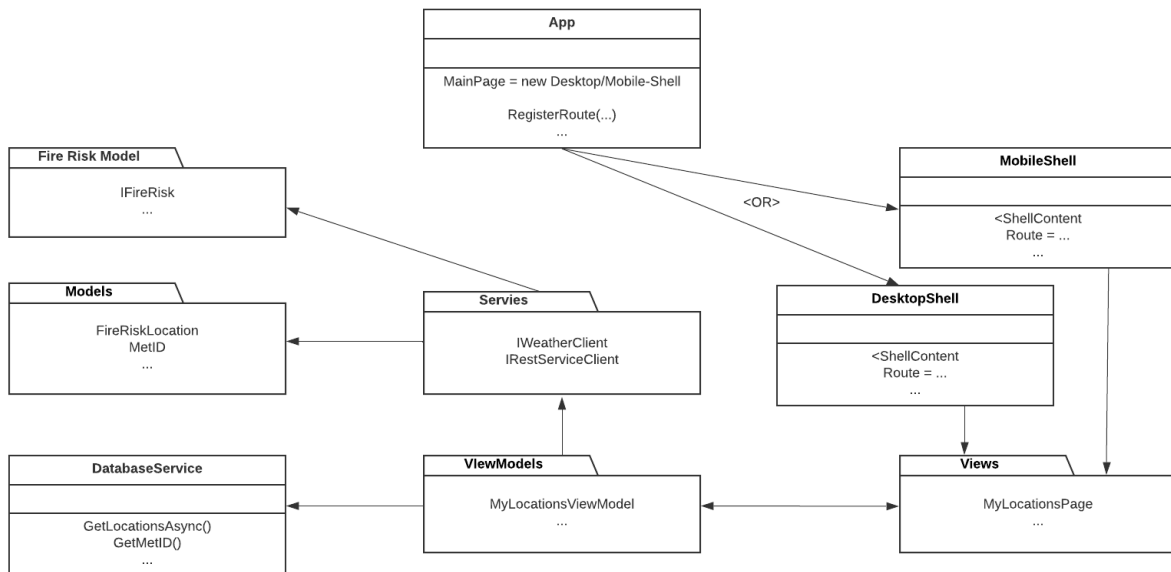 App
MainPage = new Desktop/Mobile-Shell
RegisterRoute(...)
...
Fire Risk Model
IFireRisk
...
MobileShell
<ShellContent
Route = ...
...
<OR>
Models
FireRiskLocation
MetID
...
Servies
IWeatherClient
IRestServiceClient
DesktopShell
<ShellContent
Route = ...
...
DatabaseService
GetLocationsAsync()
GetMetID()
...
VIewModels
MyLocationsViewModel
...
Views
MyLocationsPage
...